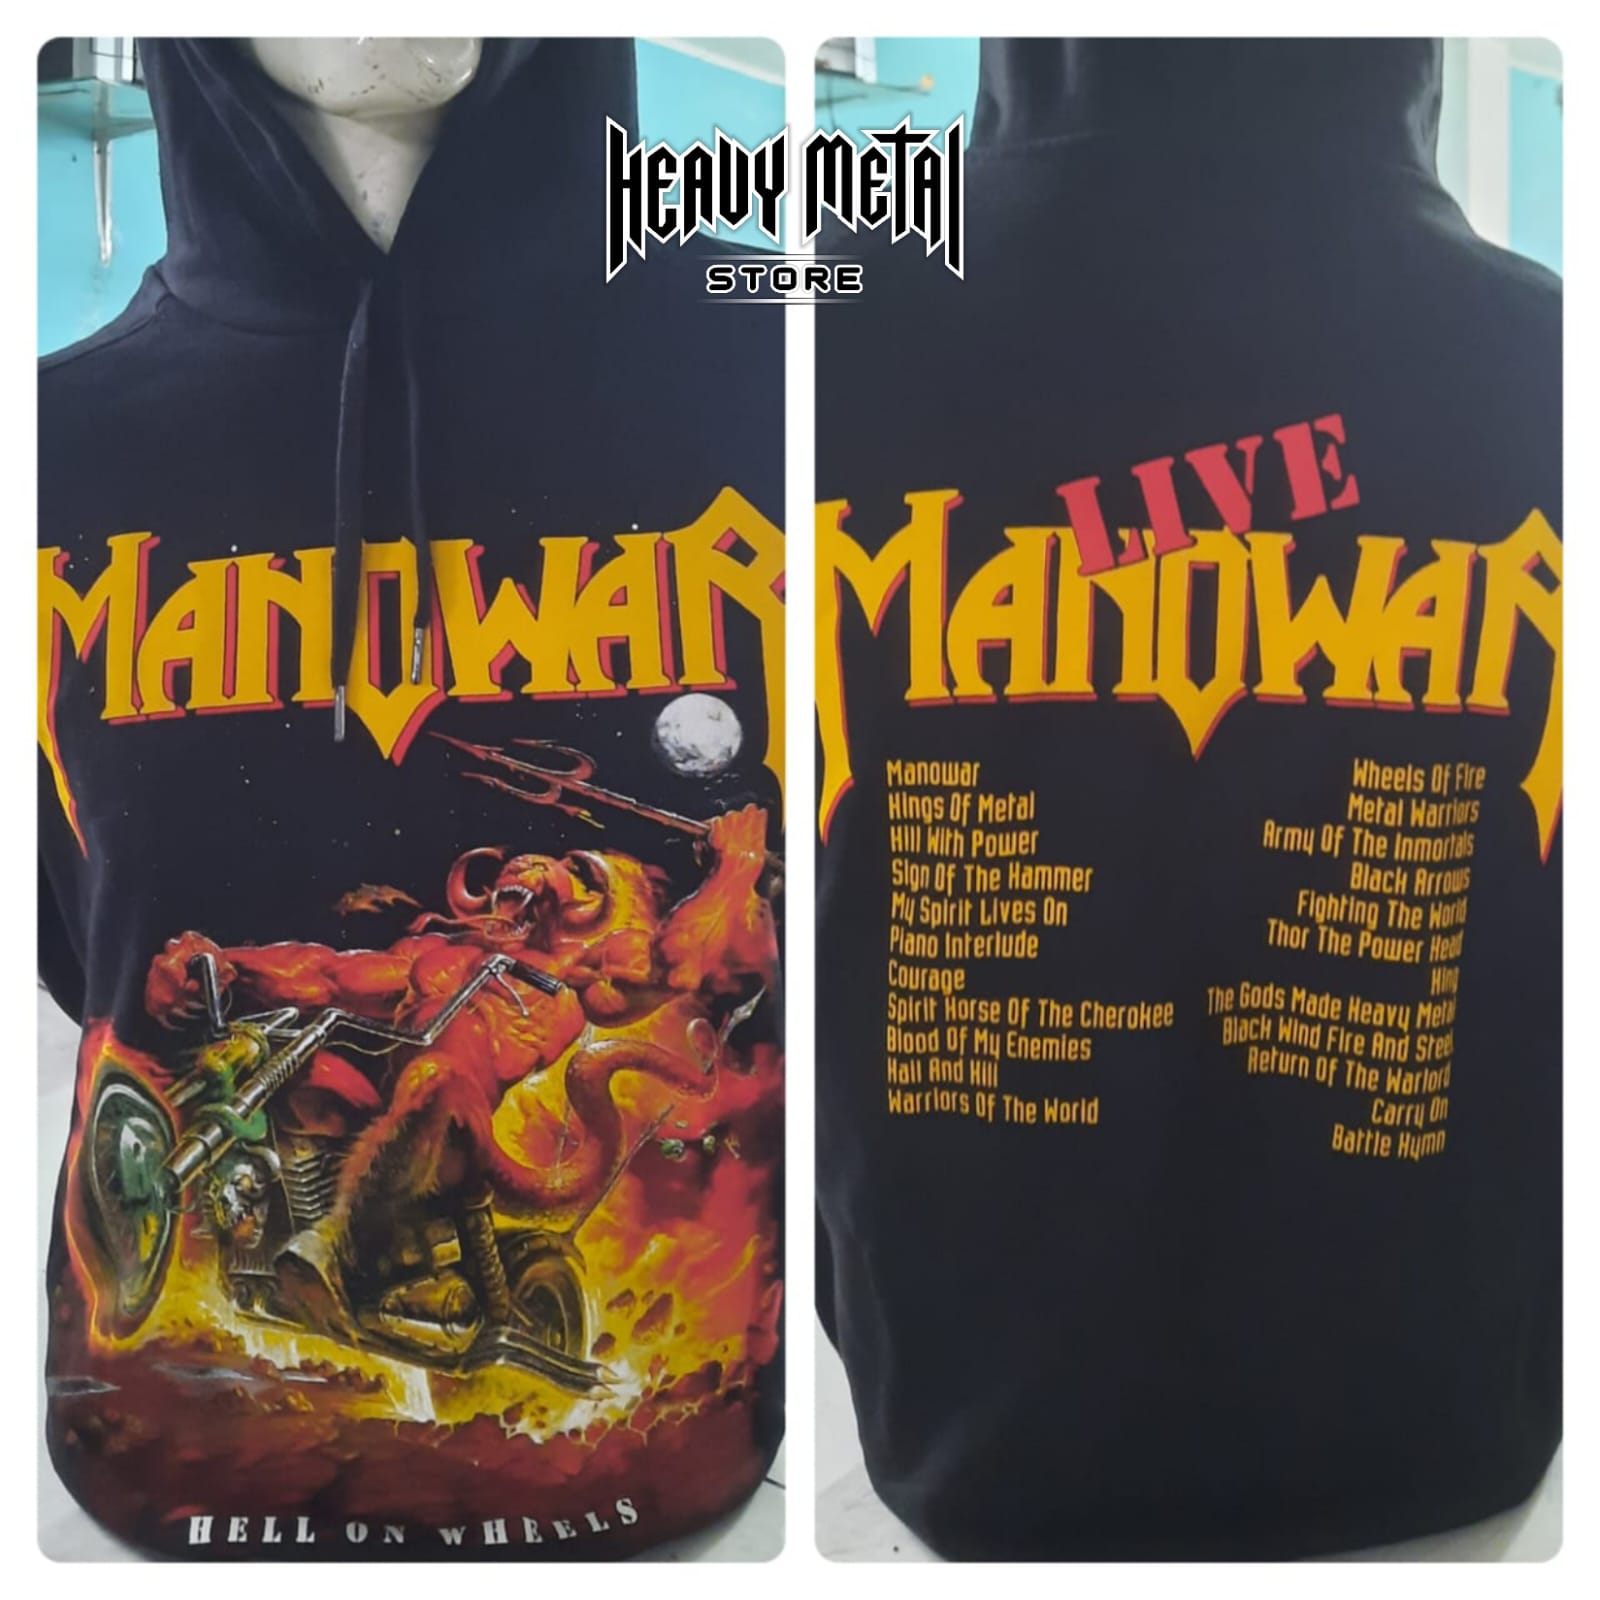 HEAVY METAL
STORE
MANOWAR
HELL ON WHEELS
LIVE
MANOWAR
Manowar
Kings Of Metal
Kill With Power
Sign Of The Hammer
My Spirit Lives On
Piano Interlude
Courage
Spirit Horse Of The Cherokee
Blood Of My Enemies
Hail And Kill
Warriors Of The World
Wheels Of Fire
Metal Warriors
Army Of The Inmortals
Black Arrows
Fighting The World
Thor The Power Head
King
The Gods Made Heavy Metal
Black Wind Fire And Steel
Return Of The Warlord
Carry On
Battle Hymn